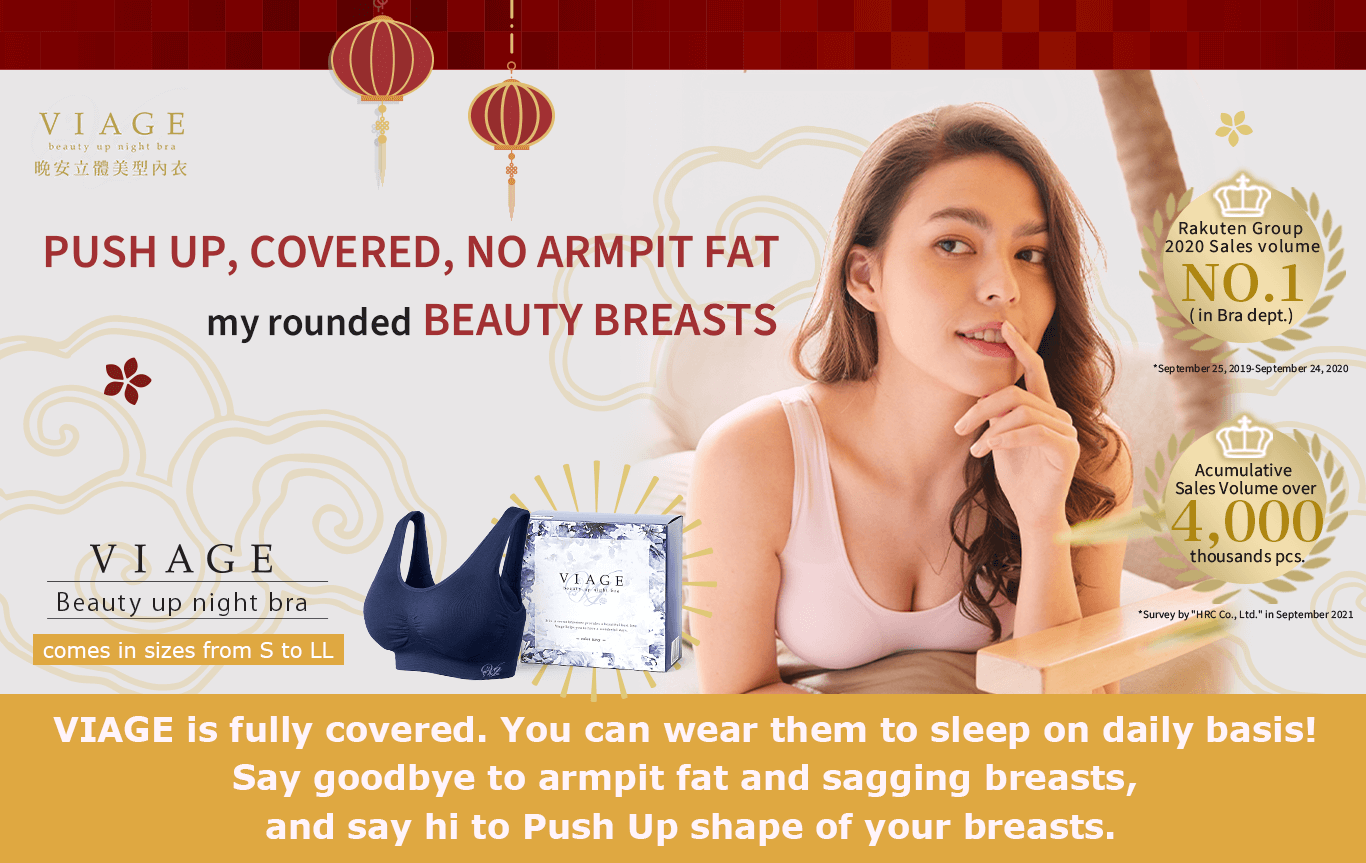 VIAGE
beauty up night bra
晚安立體美型內衣
PUSH UP, COVERED, NO ARMPIT FAT
my rounded BEAUTY BREASTS
Rakuten Group
2020 Sales volume
NO.1
( in Bra dept.)
*September 25, 2019-September 24, 2020
Acumulative
Sales Volume over
4,000
thousands pcs.
*Survey by "HRC Co., Ltd." in September 2021
VIAGE
Beauty up night bra
comes in sizes from S to LL
VIAGE
beauty up night bra
VIAGE is fully covered. You can wear them to sleep on daily basis!
Say goodbye to armpit fat and sagging breasts,
and say hi to Push Up shape of your breasts.